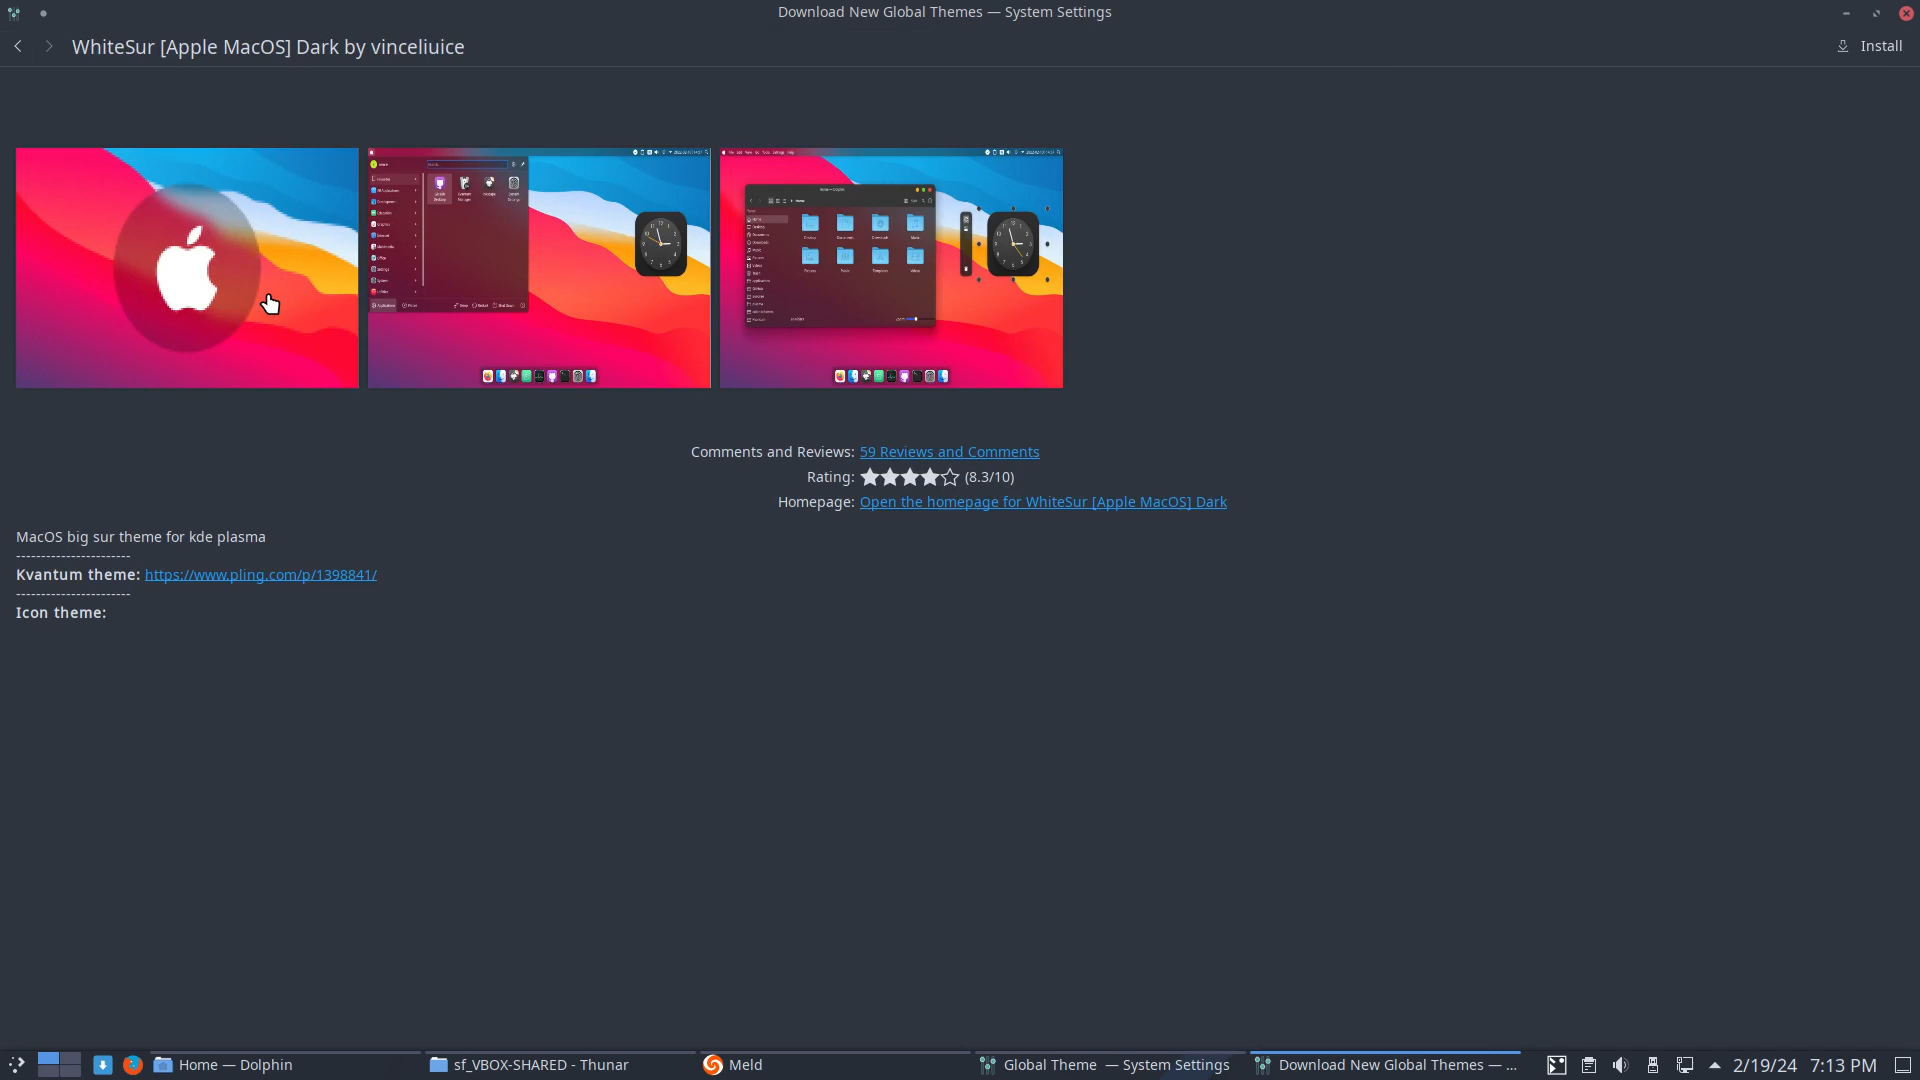 Download New Global Themes — System Settings
WhiteSur [Apple MacOS] Dark by vinceliuice
Install
Comments and Reviews: 59 Reviews and Comments
Rating: (8.3/10)
Homepage: Open the homepage for WhiteSur [Apple MacOS] Dark
MacOS big sur theme for kde plasma
-----------------------
Kvantum theme: https://www.pling.com/p/1398841/
-----------------------
Icon theme:
Home — Dolphin
sf_VBOX-SHARED - Thunar
Meld
Global Theme — System Settings
Download New Global Themes — ...
2/19/24 7:13 PM